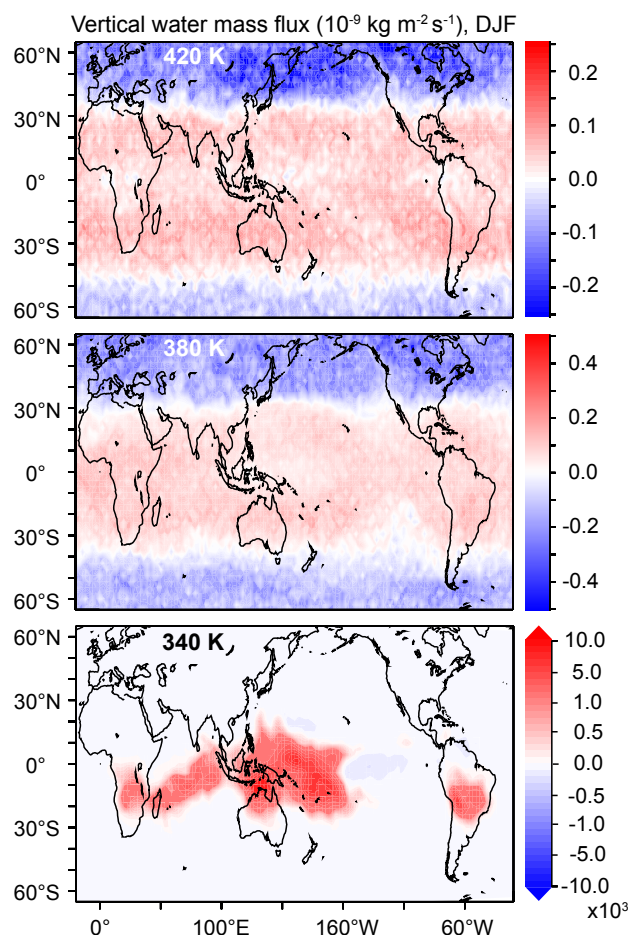 Vertical water mass flux (10⁻⁹ kg m⁻² s⁻¹), DJF
420 K
60°N
30°N
0°
30°S
60°S
0.2
0.1
0.0
-0.1
-0.2
380 K
60°N
30°N
0°
30°S
60°S
0.4
0.2
0.0
-0.2
-0.4
340 K
60°N
30°N
0°
30°S
60°S
10.0
5.0
1.0
0.5
0.0
-0.5
-1.0
-5.0
-10.0
x10³
0° 100°E 160°W 60°W